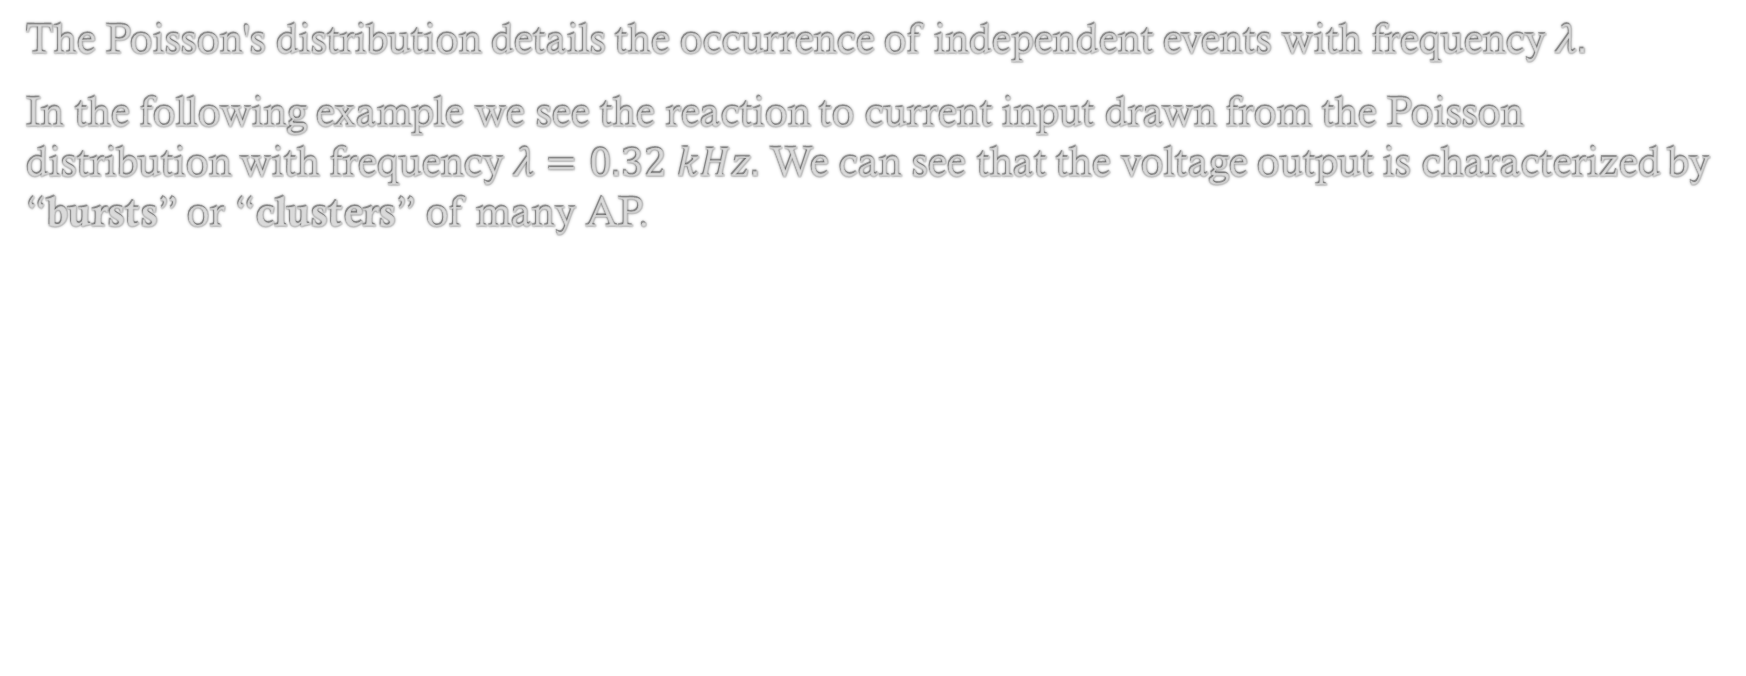 The Poisson's distribution details the occurrence of independent events with frequency λ.
In the following example we see the reaction to current input drawn from the Poisson
distribution with frequency λ = 0.32 kHz. We can see that the voltage output is characterized by
“bursts” or “clusters” of many AP.